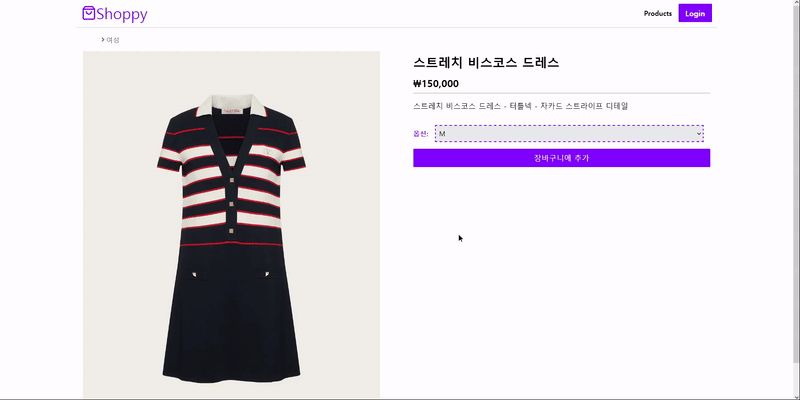 Shoppy
Products
Login
> 여성
스트레치 비스코스 드레스
₩150,000
스트레치 비스코스 드레스 - 터틀넥 - 자카드 스트라이프 디테일
옵션:
M
장바구니에 추가